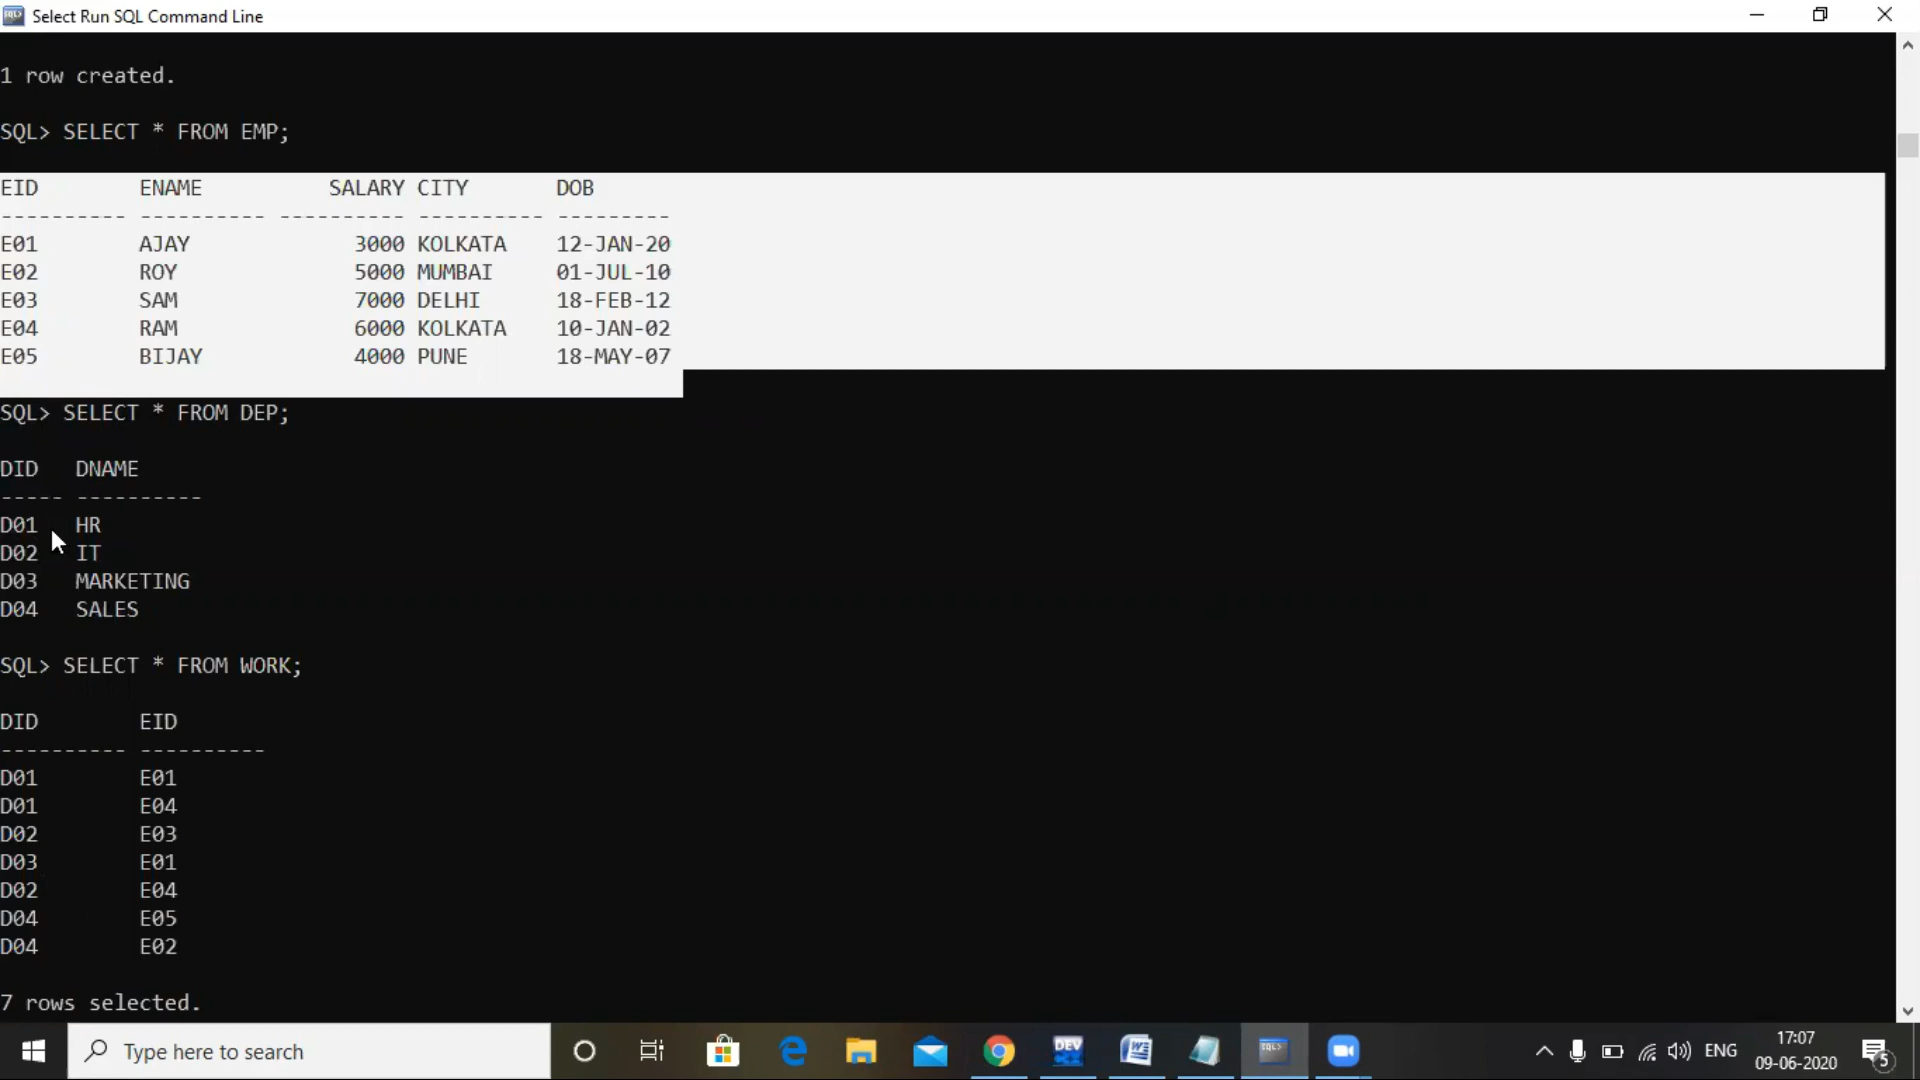 Select Run SQL Command Line
1 row created.
SQL> SELECT * FROM EMP;
EID ENAME SALARY CITY DOB
---------- ---------- ---------- ---------- ---------
E01 AJAY 3000 KOLKATA 12-JAN-20
E02 ROY 5000 MUMBAI 01-JUL-10
E03 SAM 7000 DELHI 18-FEB-12
E04 RAM 6000 KOLKATA 10-JAN-02
E05 BIJAY 4000 PUNE 18-MAY-07
SQL> SELECT * FROM DEP;
DID DNAME
----- ----------
D01 HR
D02 IT
D03 MARKETING
D04 SALES
SQL> SELECT * FROM WORK;
DID EID
---------- ----------
D01 E01
D01 E04
D02 E03
D03 E01
D02 E04
D04 E05
D04 E02
7 rows selected.
Type here to search
DEV
SQL>
ENG
17:07
09-06-2020
5